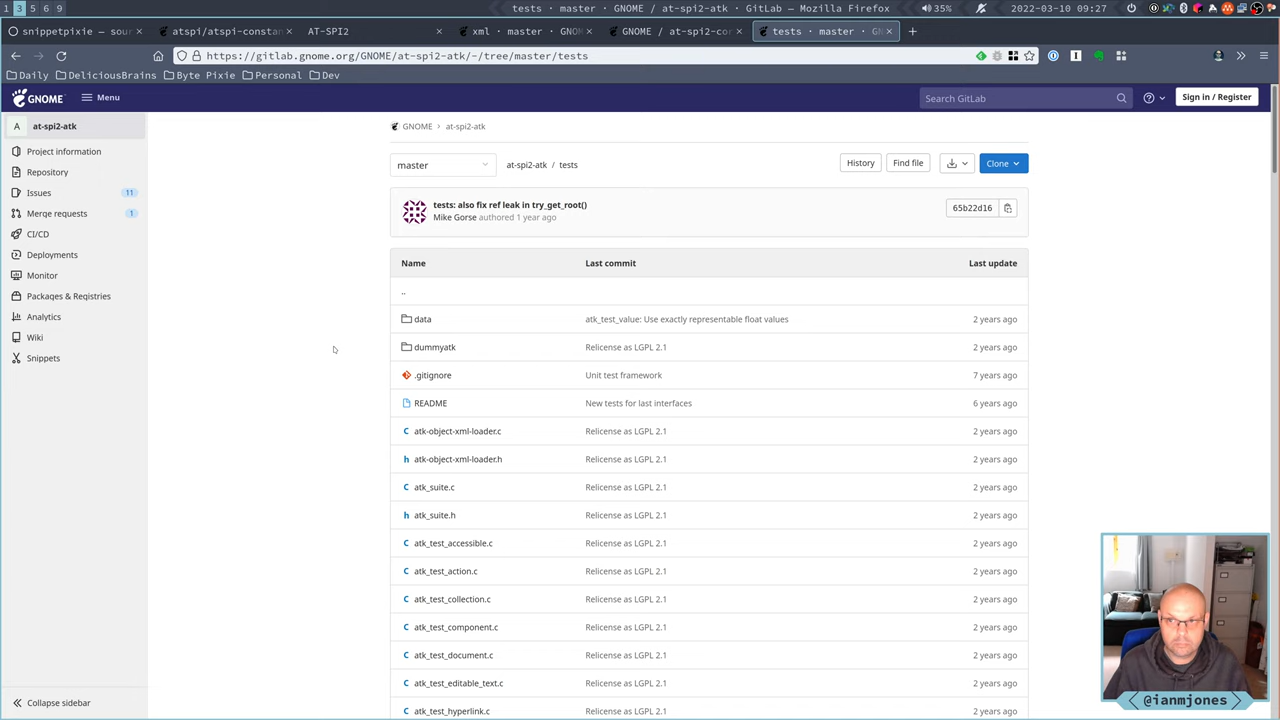 1 3 5 6 9
tests · master · GNOME / at-spi2-atk · GitLab — Mozilla Firefox
35%
2022-03-10 09:27
snippetpixie — sour
atspi/atspi-constan
AT-SPI2
xml · master · GNOM
GNOME / at-spi2-cor
tests · master · GN
https://gitlab.gnome.org/GNOME/at-spi2-atk/-/tree/master/tests
Daily DeliciousBrains Byte Pixie Personal Dev
GNOME Menu
Search GitLab
Sign in / Register
A at-spi2-atk
Project information
Repository
Issues 11
Merge requests 1
CI/CD
Deployments
Monitor
Packages & Registries
Analytics
Wiki
Snippets
Collapse sidebar
GNOME › at-spi2-atk
master
at-spi2-atk / tests
History Find file Clone
tests: also fix ref leak in try_get_root()
Mike Gorse authored 1 year ago
65b22d16
Name Last commit Last update
..
data atk_test_value: Use exactly representable float values 2 years ago
dummyatk Relicense as LGPL 2.1 2 years ago
.gitignore Unit test framework 7 years ago
README New tests for last interfaces 6 years ago
C atk-object-xml-loader.c Relicense as LGPL 2.1 2 years ago
h atk-object-xml-loader.h Relicense as LGPL 2.1 2 years ago
C atk_suite.c Relicense as LGPL 2.1 2 years ago
h atk_suite.h Relicense as LGPL 2.1 2 years ago
C atk_test_accessible.c Relicense as LGPL 2.1 2 years ago
C atk_test_action.c Relicense as LGPL 2.1 2 years ago
C atk_test_collection.c Relicense as LGPL 2.1 2 years ago
C atk_test_component.c Relicense as LGPL 2.1 2 years ago
C atk_test_document.c Relicense as LGPL 2.1 2 years ago
C atk_test_editable_text.c Relicense as LGPL 2.1 2 years ago
C atk_test_hyperlink.c Relicense as LGPL 2.1 2 years ago
@ianmjones